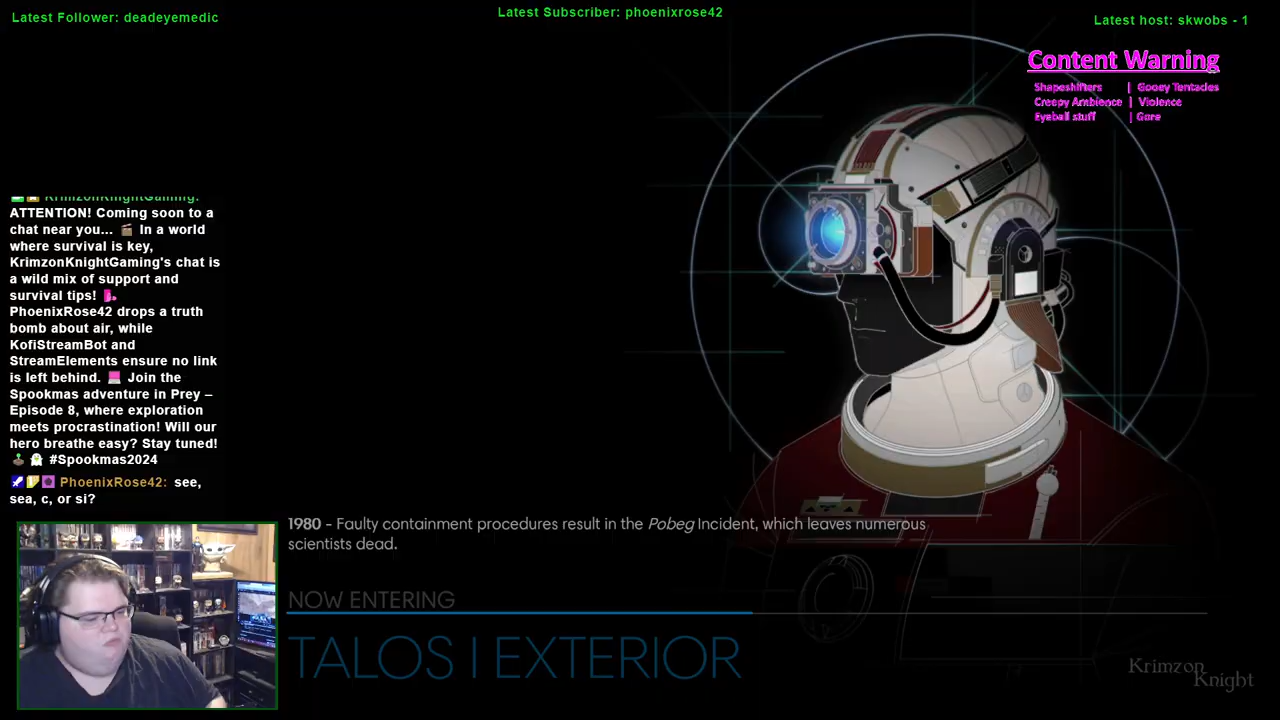 Latest Follower: deadeyemedic
Latest Subscriber: phoenixrose42
Latest host: skwobs - 1
Content Warning
Shapeshifters | Gooey Tentacles
Creepy Ambience | Violence
Eyeball stuff | Gore
KrimzonKnightGaming:
ATTENTION! Coming soon to a
chat near you... 🎬 In a world
where survival is key,
KrimzonKnightGaming's chat is
a wild mix of support and
survival tips!
PhoenixRose42 drops a truth
bomb about air, while
KofiStreamBot and
StreamElements ensure no link
is left behind. 💻 Join the
Spookmas adventure in Prey –
Episode 8, where exploration
meets procrastination! Will our
hero breathe easy? Stay tuned!
🕹️ 👻 #Spookmas2024
PhoenixRose42: see,
sea, c, or si?
1980 - Faulty containment procedures result in the Pobeg Incident, which leaves numerous
scientists dead.
NOW ENTERING
TALOS I EXTERIOR
Krimzon
Knight